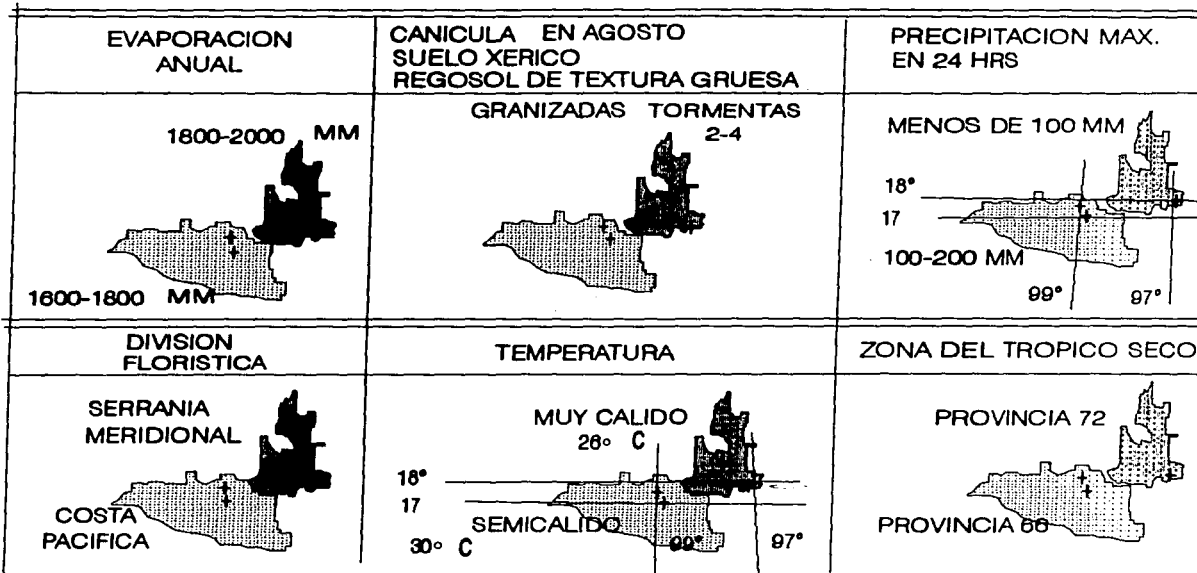 EVAPORACION
ANUAL
CANICULA EN AGOSTO
SUELO XERICO
REGOSOL DE TEXTURA GRUESA
PRECIPITACION MAX.
EN 24 HRS
1800-2000 MM
1600-1800 MM
GRANIZADAS TORMENTAS
2-4
MENOS DE 100 MM
18°
17
100-200 MM
99°
97°
DIVISION
FLORISTICA
TEMPERATURA
ZONA DEL TROPICO SECO
SERRANIA
MERIDIONAL
COSTA
PACIFICA
MUY CALIDO
26° C
18°
17
SEMICALIDO
30° C
99°
97°
PROVINCIA 72
PROVINCIA 66